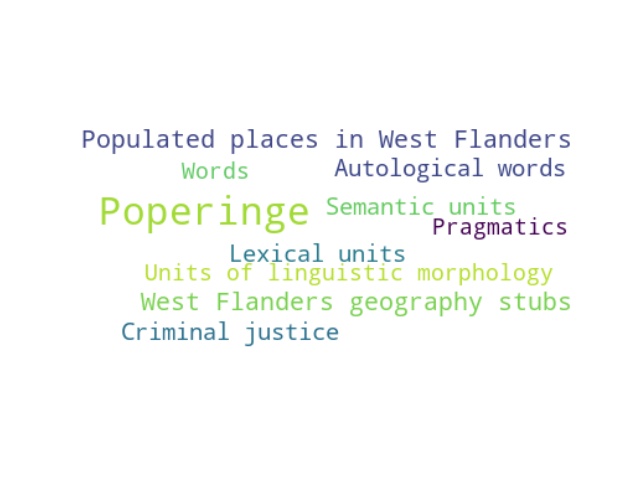 Populated places in West Flanders
Words
Autological words
Poperinge
Semantic units
Pragmatics
Lexical units
Units of linguistic morphology
West Flanders geography stubs
Criminal justice